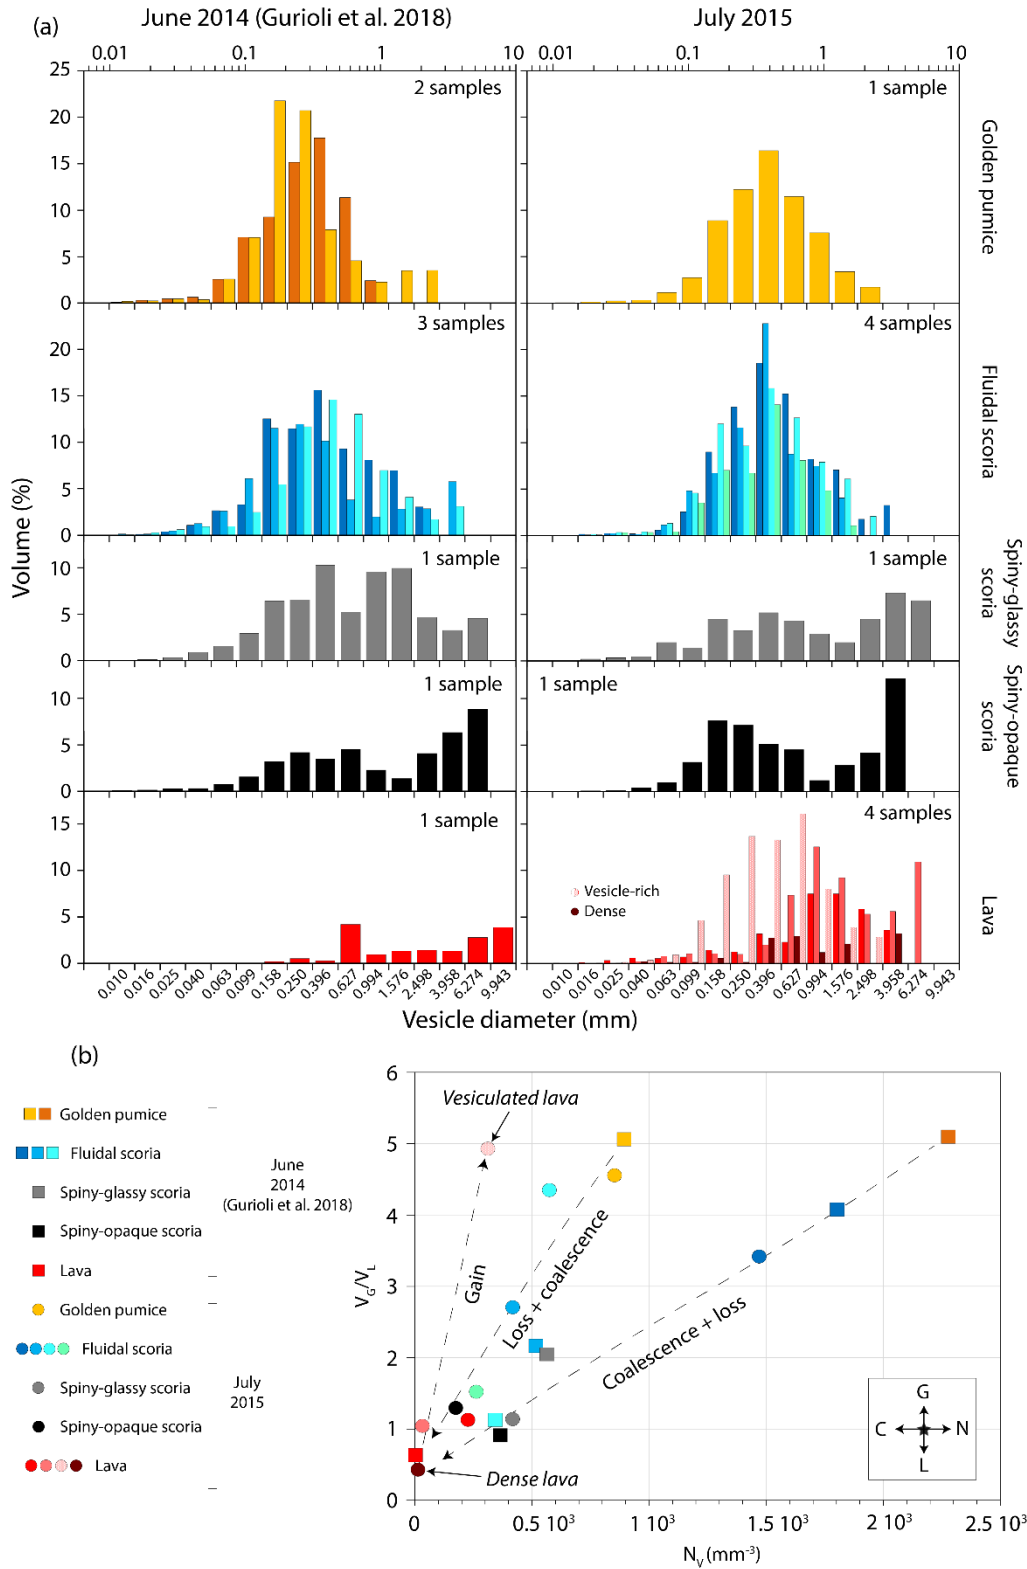 (a)
June 2014 (Gurioli et al. 2018)
July 2015
0.01 0.1 1 10
0.01 0.1 1 10
25
20
15
10
5
0
2 samples
1 sample
Golden pumice
20
15
10
5
0
3 samples
4 samples
Fluidal scoria
10
5
0
1 sample
1 sample
Spiny-glassy
scoria
10
5
0
1 sample
1 sample
Spiny-opaque
scoria
15
10
5
0
1 sample
4 samples
Vesicle-rich
Dense
Lava
Volume (%)
0.010 0.016 0.025 0.040 0.063 0.099 0.158 0.250 0.396 0.627 0.994 1.576 2.498 3.958 6.274 9.943
0.010 0.016 0.025 0.040 0.063 0.099 0.158 0.250 0.396 0.627 0.994 1.576 2.498 3.958 6.274 9.943
Vesicle diameter (mm)
(b)
Golden pumice
Fluidal scoria
Spiny-glassy scoria
Spiny-opaque scoria
Lava
June
2014
(Gurioli et al. 2018)
Golden pumice
Fluidal scoria
Spiny-glassy scoria
Spiny-opaque scoria
Lava
July
2015
6
5
4
3
2
1
0
V_G/V_L
Vesiculated lava
Gain
Loss + coalescence
Coalescence + loss
Dense lava
G
C N
L
0 0.5 10³ 1 10³ 1.5 10³ 2 10³ 2.5 10³
N_V (mm⁻³)